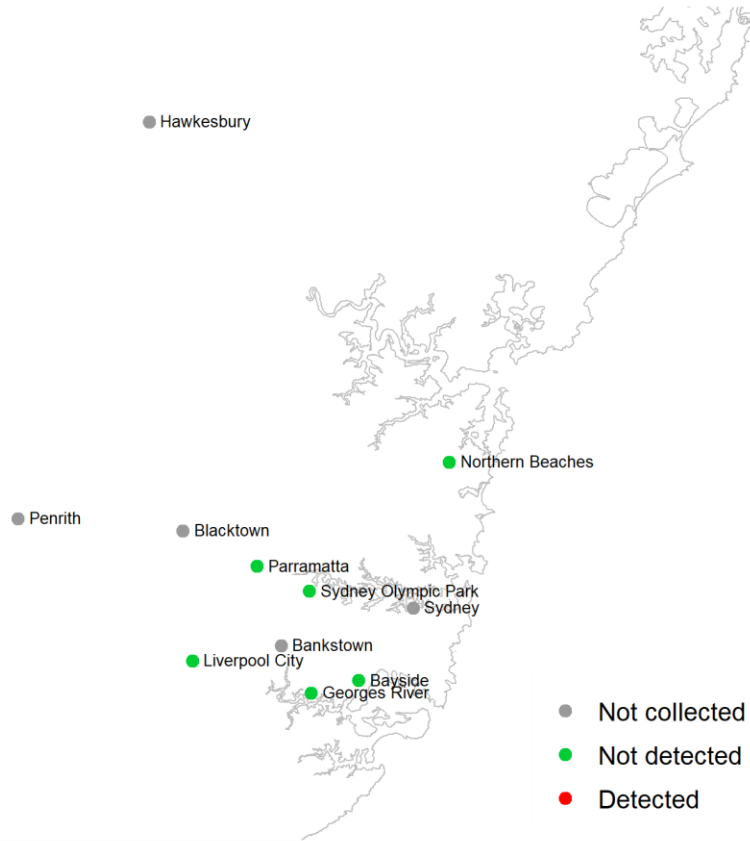 Hawkesbury
Northern Beaches
Penrith
Blacktown
Parramatta
Sydney Olympic Park
Sydney
Bankstown
Liverpool City
Bayside
Georges River
Not collected
Not detected
Detected